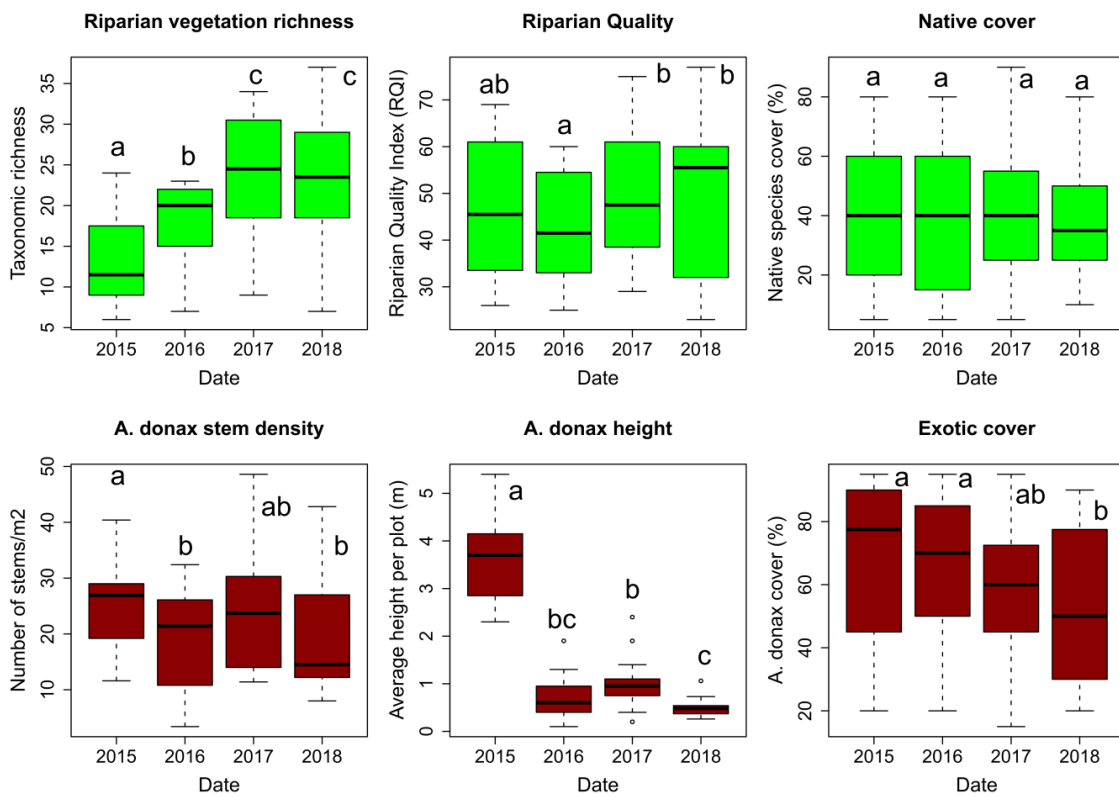 Riparian vegetation richness
Taxonomic richness
35
30
25
20
15
10
5
a
b
c
c
2015 2016 2017 2018
Date
Riparian Quality
Riparian Quality Index (RQI)
70
60
50
40
30
ab
a
b
b
2015 2016 2017 2018
Date
Native cover
Native species cover (%)
80
60
40
20
a
a
a
a
2015 2016 2017 2018
Date
A. donax stem density
Number of stems/m2
50
40
30
20
10
a
b
ab
b
2015 2016 2017 2018
Date
A. donax height
Average height per plot (m)
5
4
3
2
1
0
a
bc
b
c
2015 2016 2017 2018
Date
Exotic cover
A. donax cover (%)
80
60
40
20
a
a
ab
b
2015 2016 2017 2018
Date